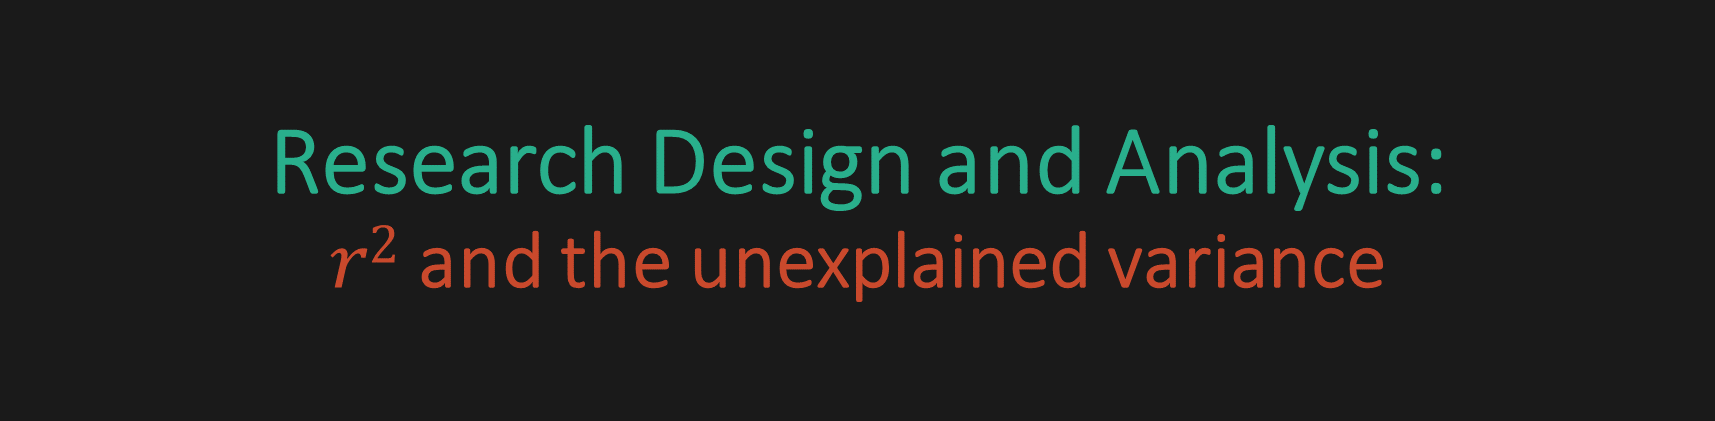 Research Design and Analysis:
r² and the unexplained variance